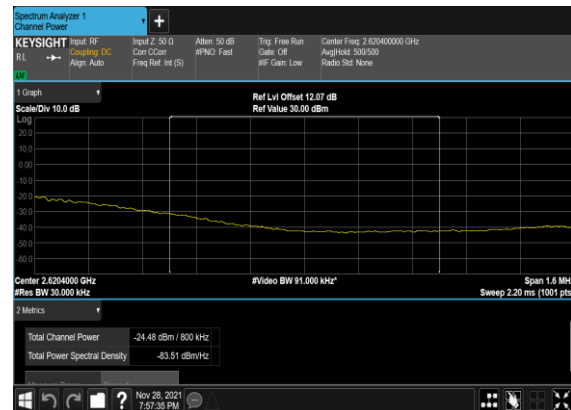 Spectrum Analyzer 1
Channel Power
KEYSIGHT
RL
LV
Input: RF
Coupling: DC
Align: Auto
Input Z: 50 Ω
Corr CCorr
Freq Ref: Int (S)
Atten: 50 dB
#PNO: Fast
Trig: Free Run
Gate: Off
#IF Gain: Low
Center Freq: 2.620400000 GHz
Avg|Hold: 500/500
Radio Std: None
1 Graph
Scale/Div 10.0 dB
Ref Lvl Offset 12.07 dB
Ref Value 30.00 dBm
Log
20.0
10.0
0.00
-10.0
-20.0
-30.0
-40.0
-50.0
-60.0
Center 2.6204000 GHz
#Res BW 30.000 kHz
#Video BW 91.000 kHz*
Span 1.6 MH
Sweep 2.20 ms (1001 pts
2 Metrics
Total Channel Power -24.48 dBm / 800 kHz
Total Power Spectral Density -83.51 dBm/Hz
?
Nov 28, 2021
7:57:35 PM